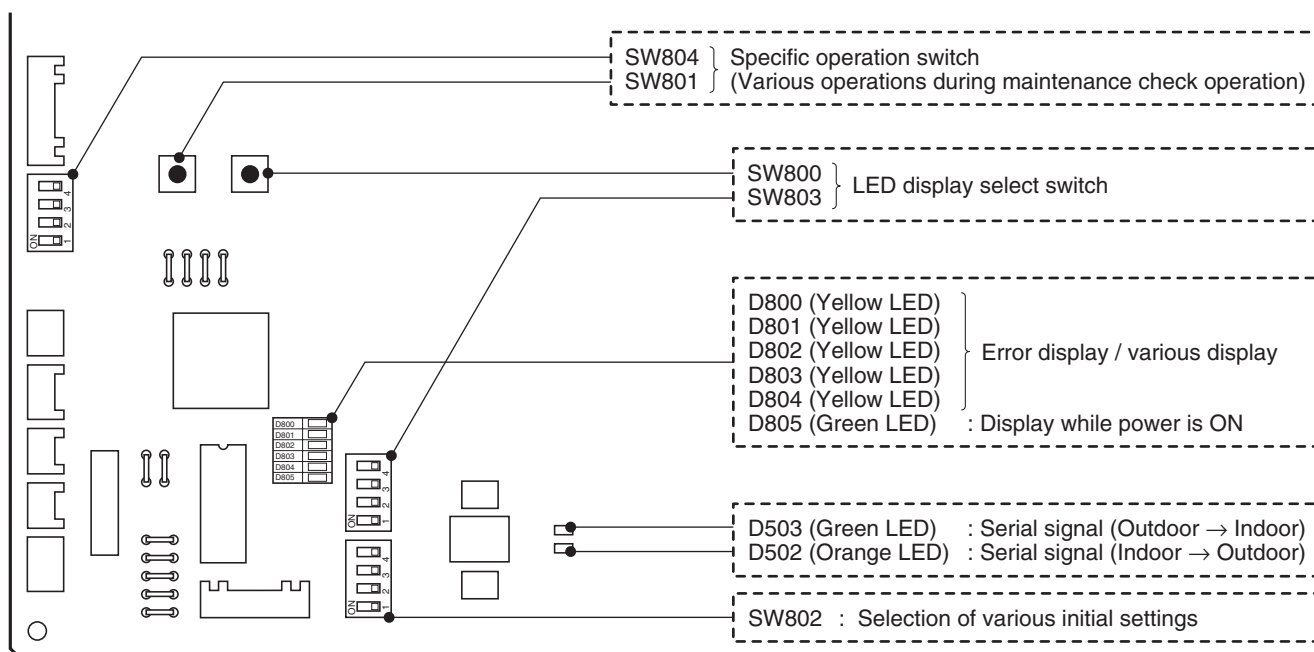 SW804 Specific operation switch
SW801 (Various operations during maintenance check operation)
SW800
SW803
LED display select switch
D800 (Yellow LED)
D801 (Yellow LED)
D802 (Yellow LED)
D803 (Yellow LED)
D804 (Yellow LED)
Error display / various display
D805 (Green LED) : Display while power is ON
D503 (Green LED) : Serial signal (Outdoor → Indoor)
D502 (Orange LED) : Serial signal (Indoor → Outdoor)
SW802 : Selection of various initial settings
4
3
2
ON 1
D800
D801
D802
D803
D804
D805
4
3
2
ON 1
4
3
2
ON 1